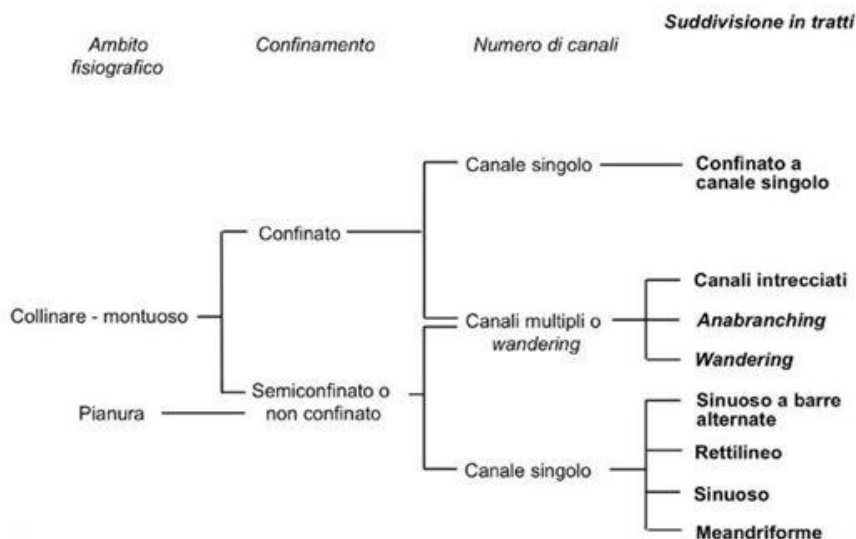 Suddivisione in tratti
Ambito
fisiografico
Confinamento
Numero di canali
Canale singolo
Confinato a
canale singolo
Confinato
Canali intrecciati
Collinare - montuoso
Canali multipli o
wandering
Anabranching
Wandering
Semiconfinato o
non confinato
Pianura
Sinuoso a barre
alternate
Rettilineo
Canale singolo
Sinuoso
Meandriforme